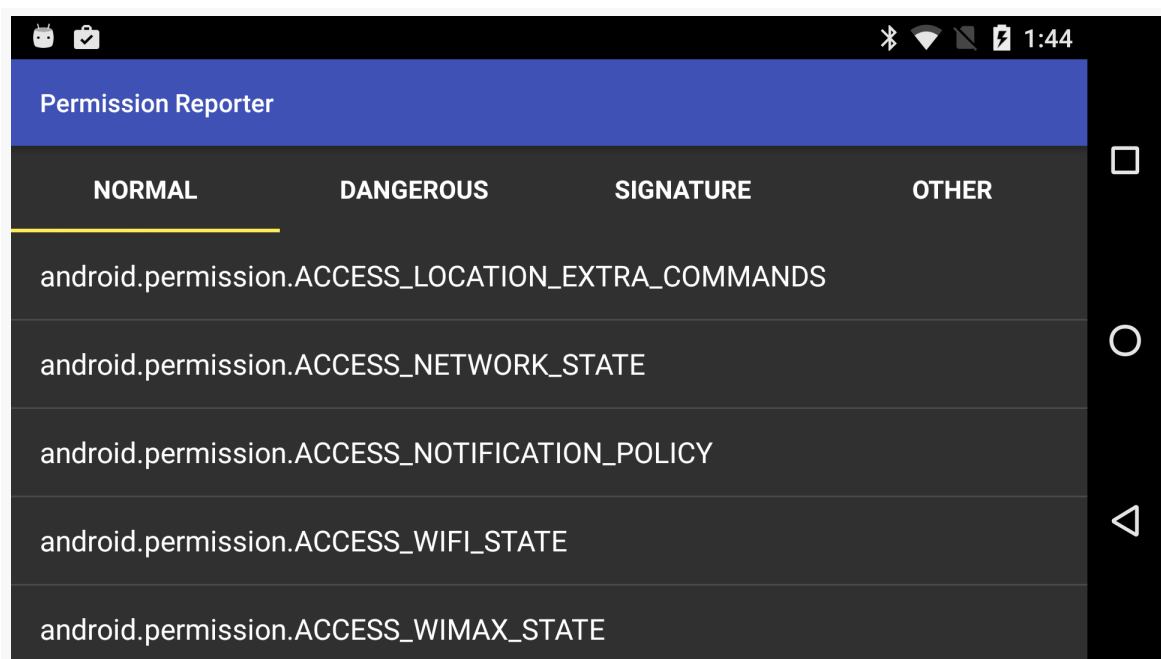 1:44
Permission Reporter
NORMAL DANGEROUS SIGNATURE OTHER
android.permission.ACCESS_LOCATION_EXTRA_COMMANDS
android.permission.ACCESS_NETWORK_STATE
android.permission.ACCESS_NOTIFICATION_POLICY
android.permission.ACCESS_WIFI_STATE
android.permission.ACCESS_WIMAX_STATE